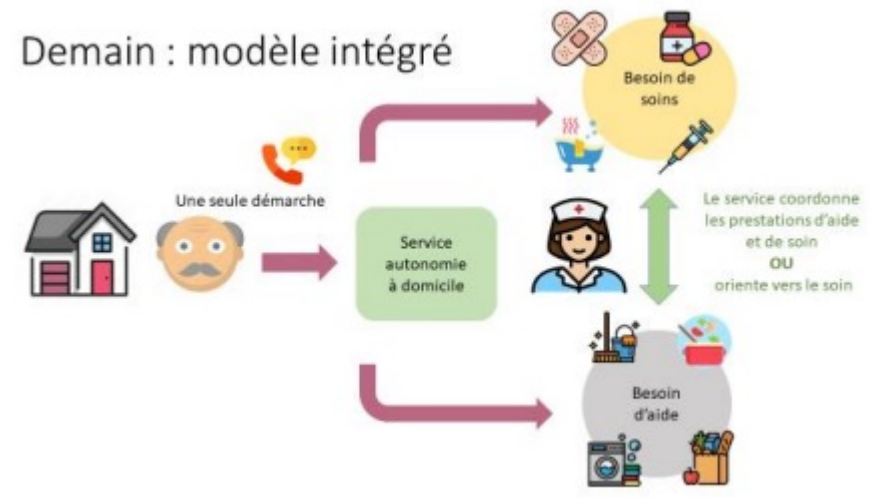 Demain : modèle intégré
Besoin de
soins
Une seule démarche
Service
autonomie
à domicile
Le service coordonne
les prestations d'aide
et de soin
OU
oriente vers le soin
Besoin
d'aide